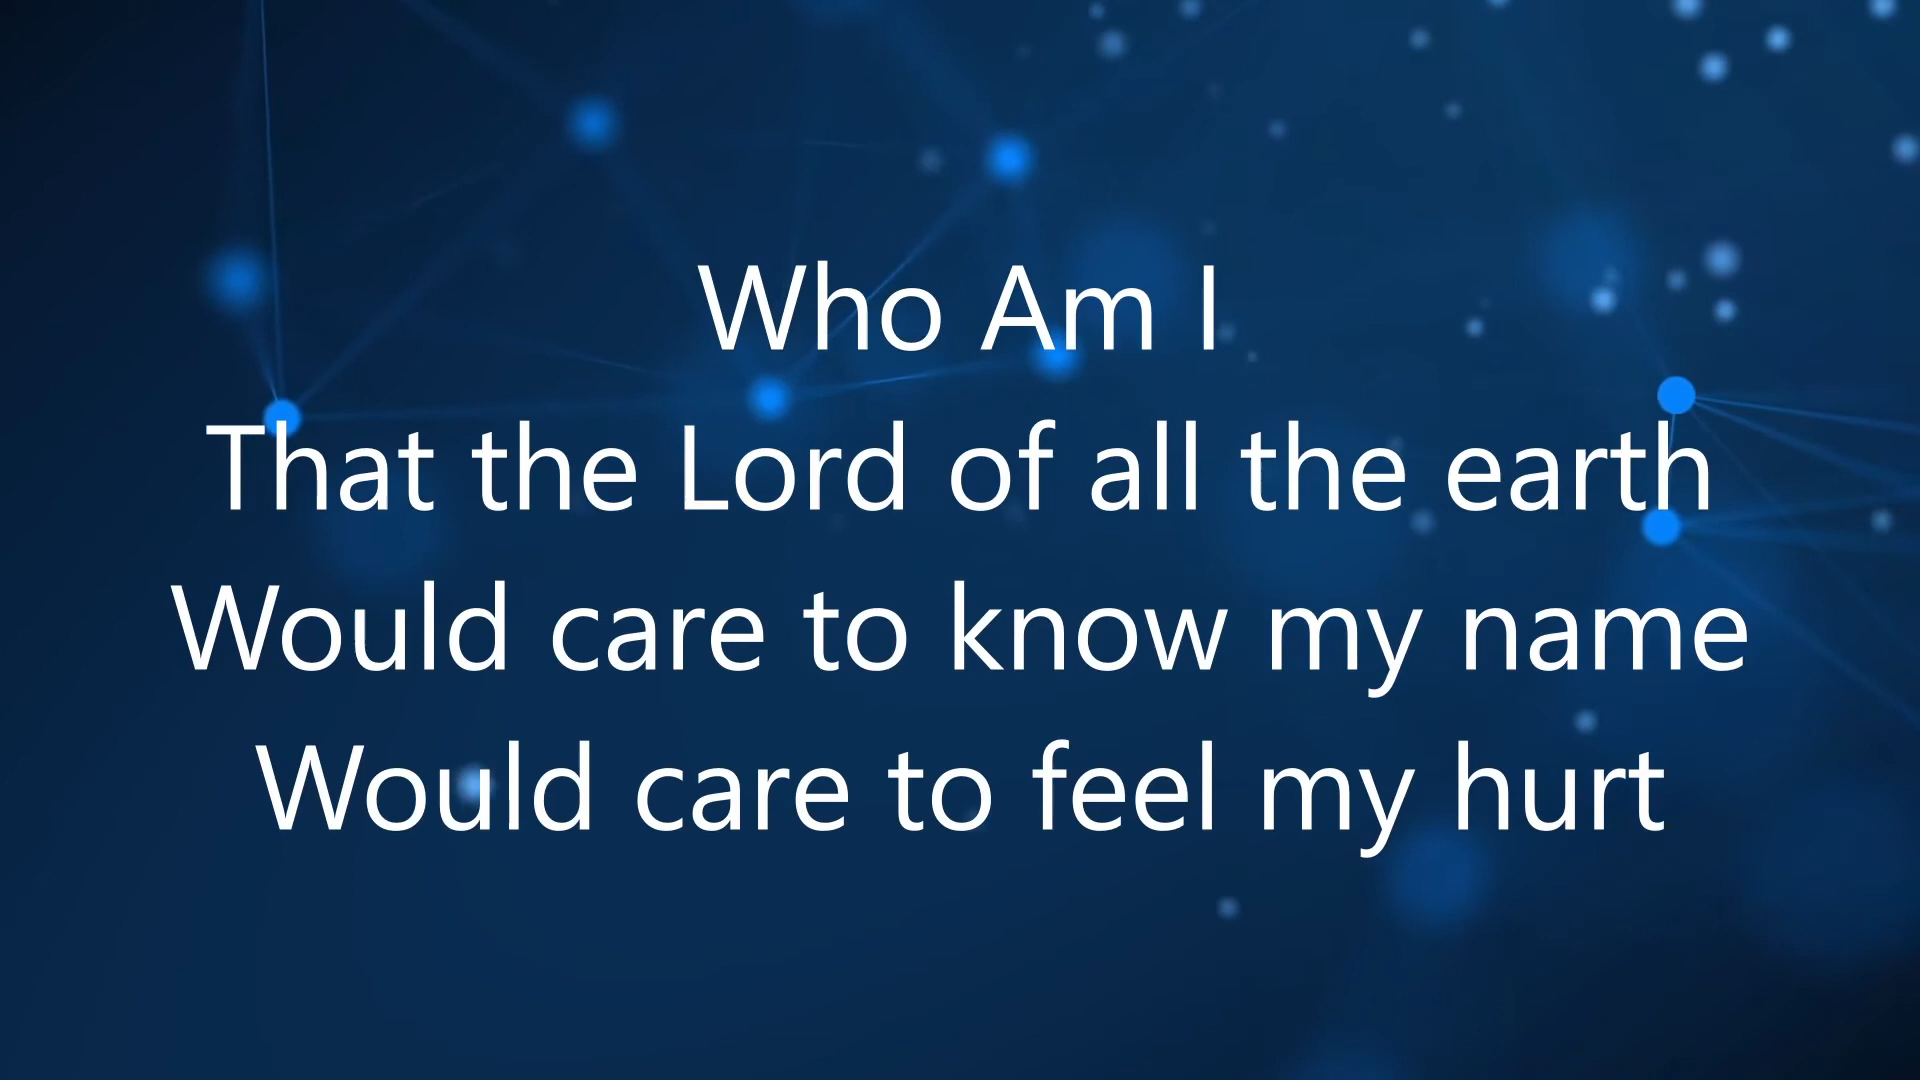 Who Am I
That the Lord of all the earth
Would care to know my name
Would care to feel my hurt